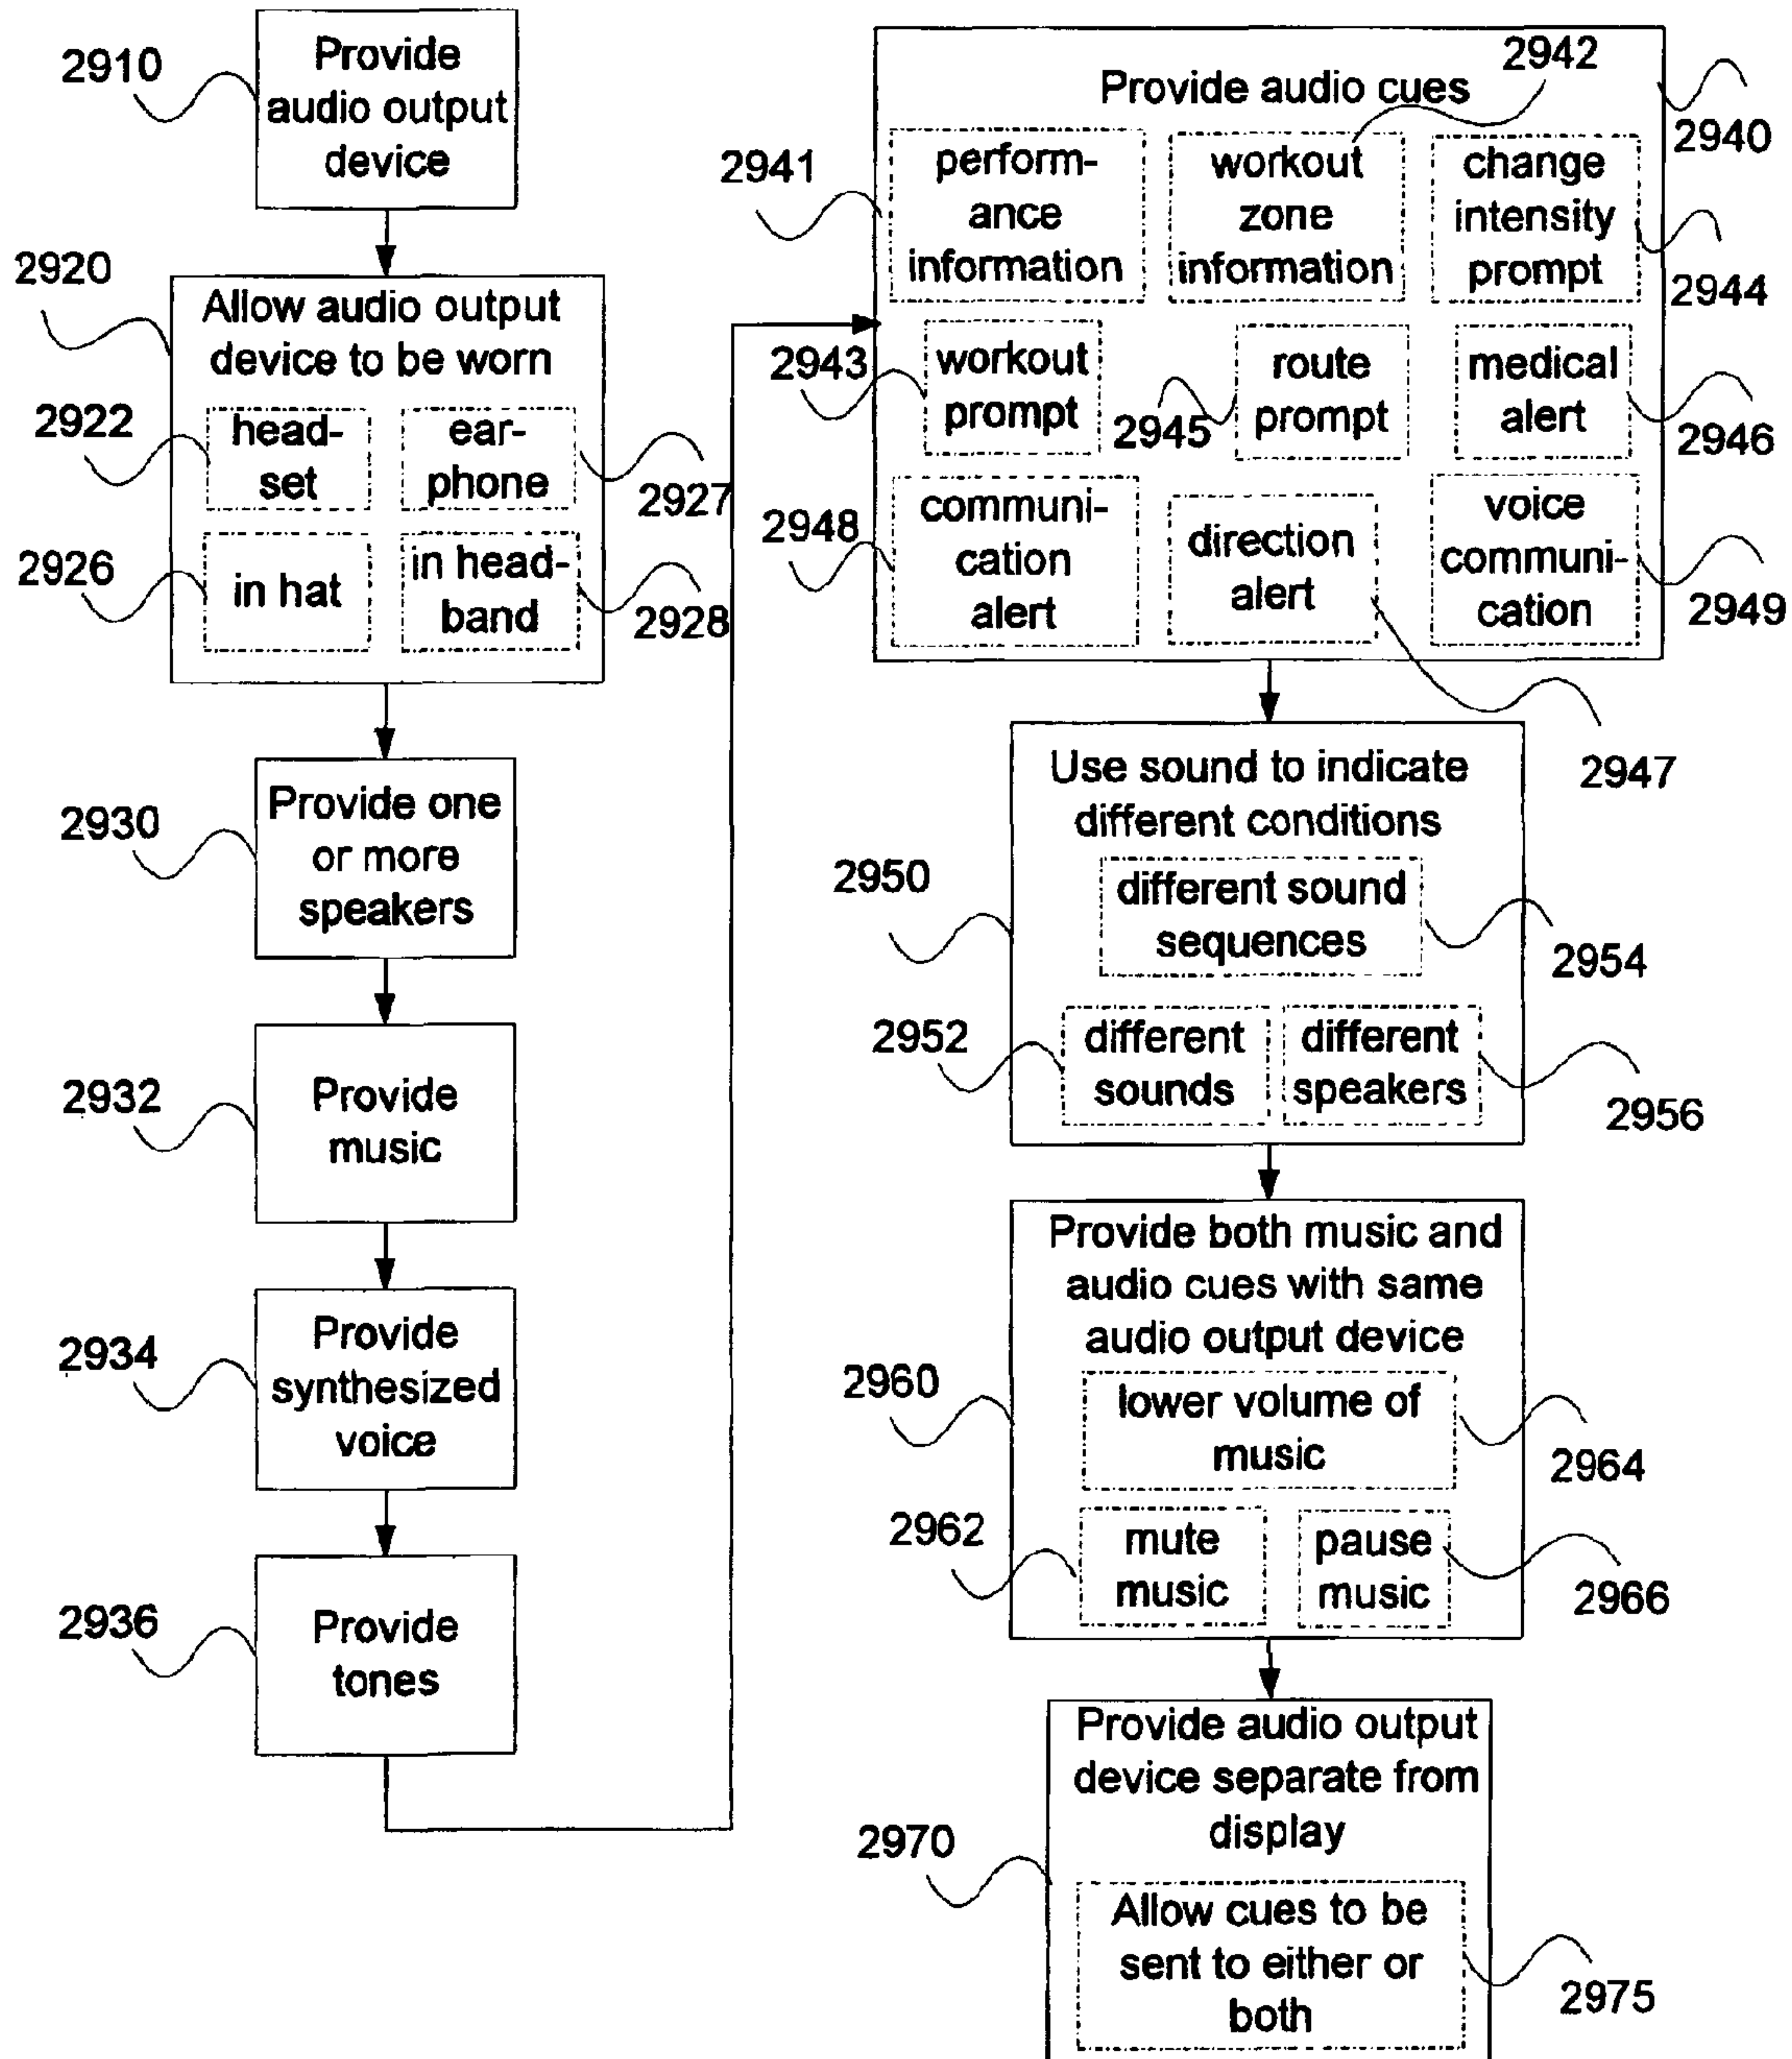 2910
Provide
audio output
device
2920
Allow audio output
device to be worn
2922
head-
set
ear-
phone
2927
2926
in hat
in head-
band
2928
2930
Provide one
or more
speakers
2932
Provide
music
2934
Provide
synthesized
voice
2936
Provide
tones
Provide audio cues
2940
2941
perform-
ance
information
2942
workout
zone
information
change
intensity
prompt
2944
2943
workout
prompt
2945
route
prompt
medical
alert
2946
2948
communi-
cation
alert
direction
alert
2947
voice
communi-
cation
2949
2950
Use sound to indicate
different conditions
different sound
sequences
2954
2952
different
sounds
different
speakers
2956
2960
Provide both music and
audio cues with same
audio output device
lower volume of
music
2964
2962
mute
music
pause
music
2966
2970
Provide audio output
device separate from
display
Allow cues to be
sent to either or
both
2975